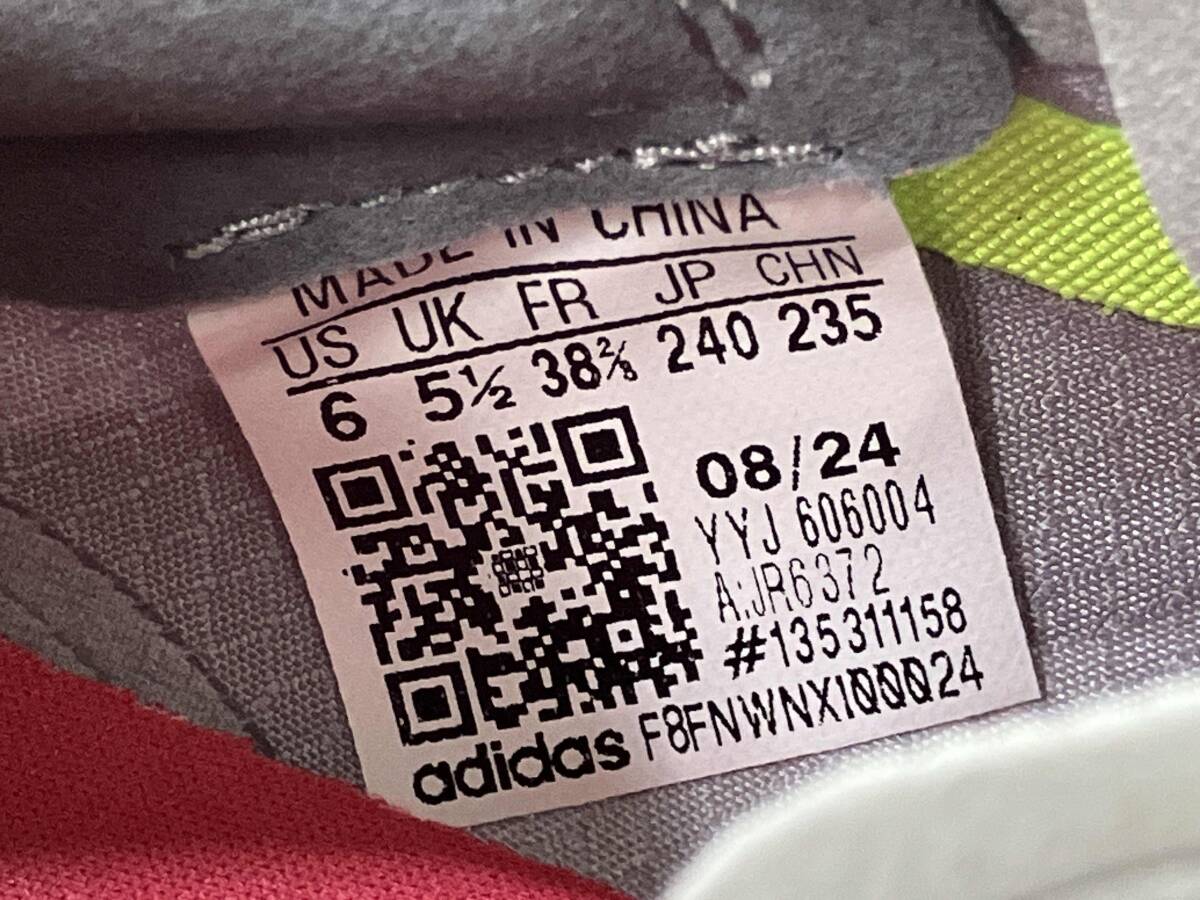 MADE IN CHINA
US UK FR JP CHN
6 5½ 38⅔ 240 235
08/24
YYJ 606004
A:JR6372
#135311158
adidas F8FNWNXIQQQ24